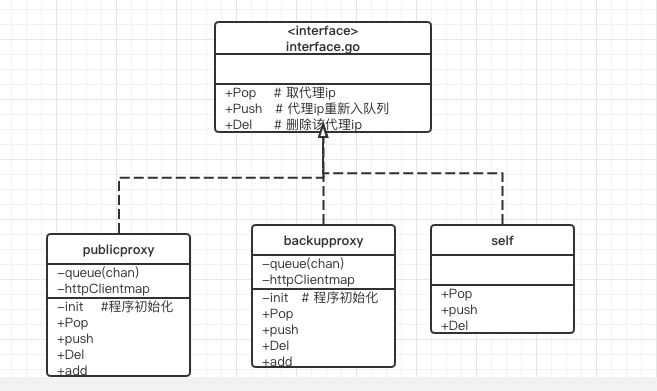 <interface>
interface.go
+Pop # 取代理ip
+Push # 代理ip重新入队列
+Del # 删除该代理ip
publicproxy
-queue(chan)
-httpClientmap
-init #程序初始化
+Pop
+push
+Del
+add
backupproxy
-queue(chan)
-httpClientmap
-init # 程序初始化
+Pop
+push
+Del
+add
self
+Pop
+push
+Del